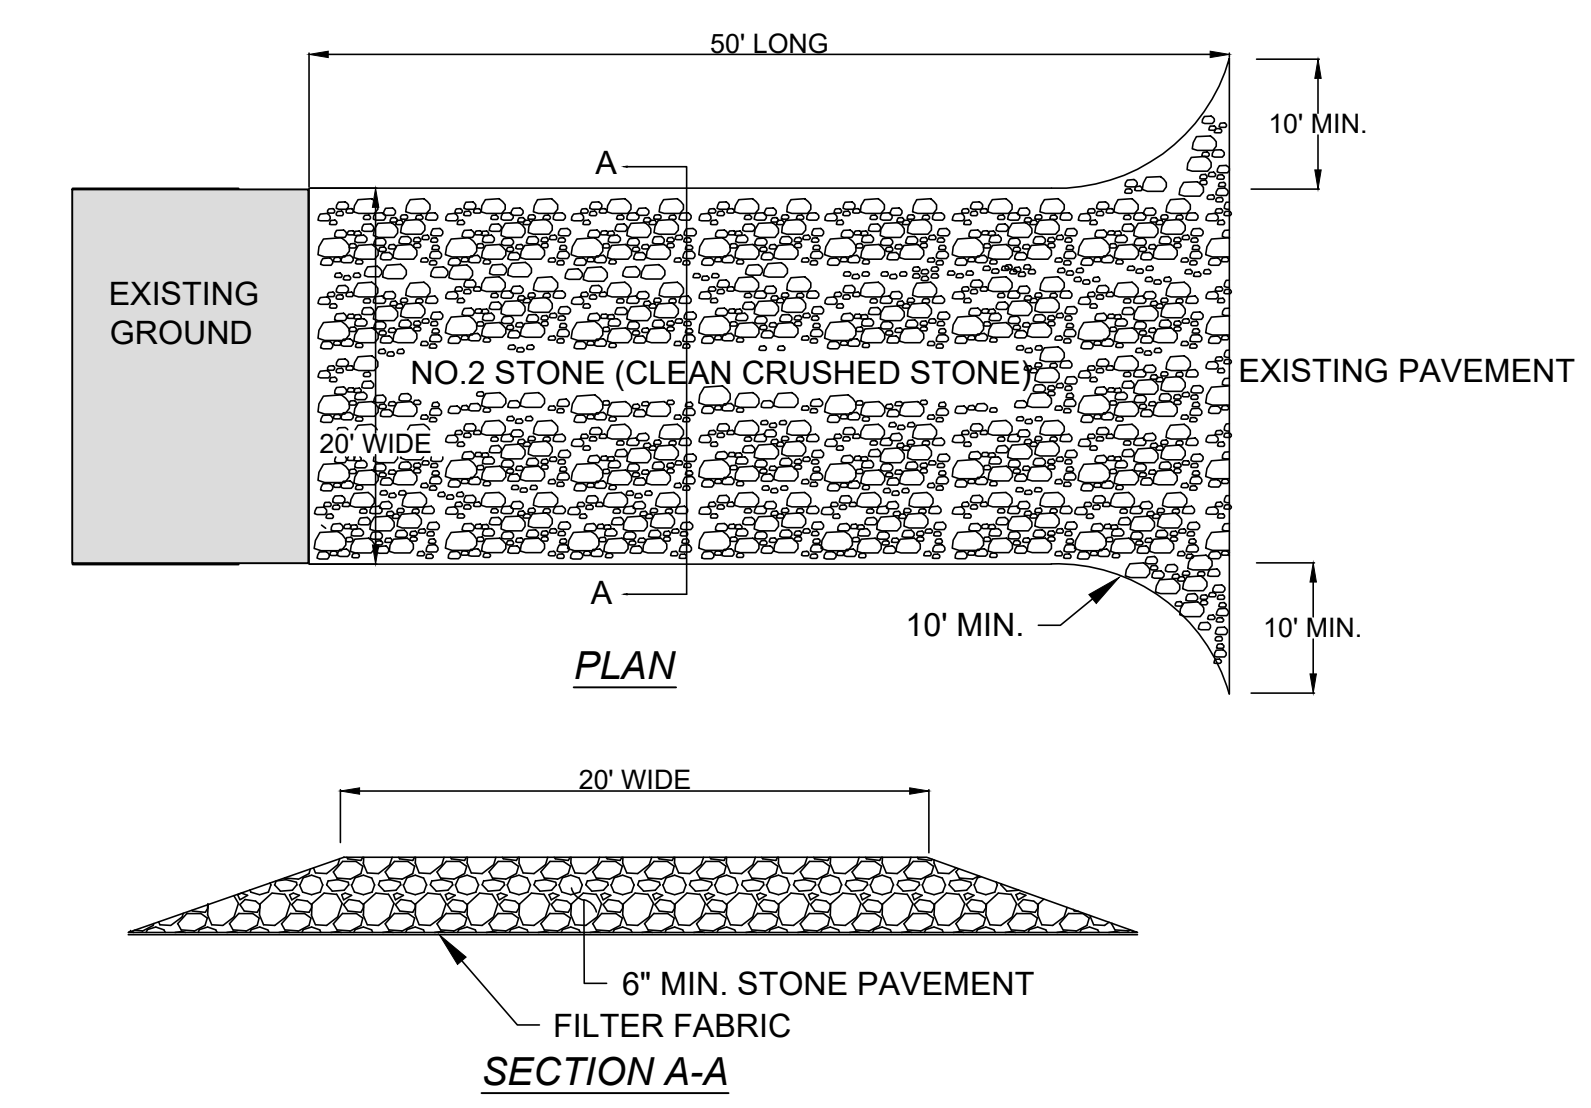 50' LONG
10' MIN.
A
EXISTING
GROUND
NO.2 STONE (CLEAN CRUSHED STONE)
EXISTING PAVEMENT
20' WIDE
A
10' MIN.
10' MIN.
PLAN
20' WIDE
6" MIN. STONE PAVEMENT
FILTER FABRIC
SECTION A-A